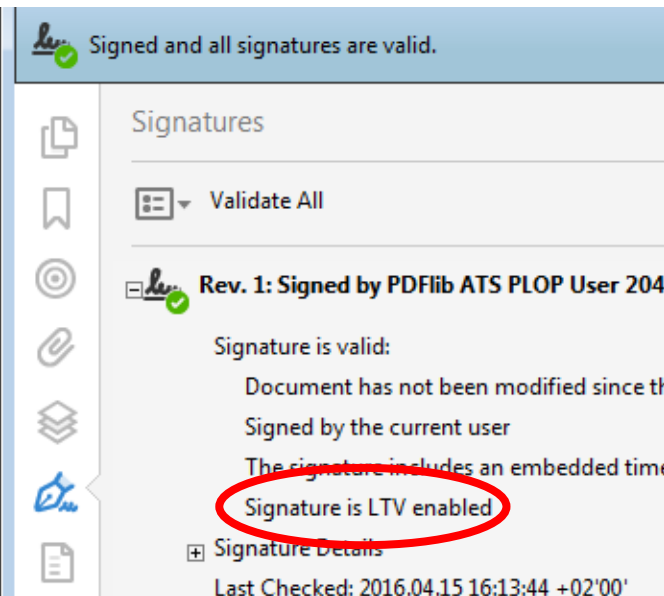 Signed and all signatures are valid.
Signatures
Validate All
Rev. 1: Signed by PDFlib ATS PLOP User 204
Signature is valid:
Document has not been modified since
Signed by the current user
The signature includes an embedded
Signature is LTV enabled
Signature Details
Last Checked: 2016.04.15 16:13:44 +02'00'